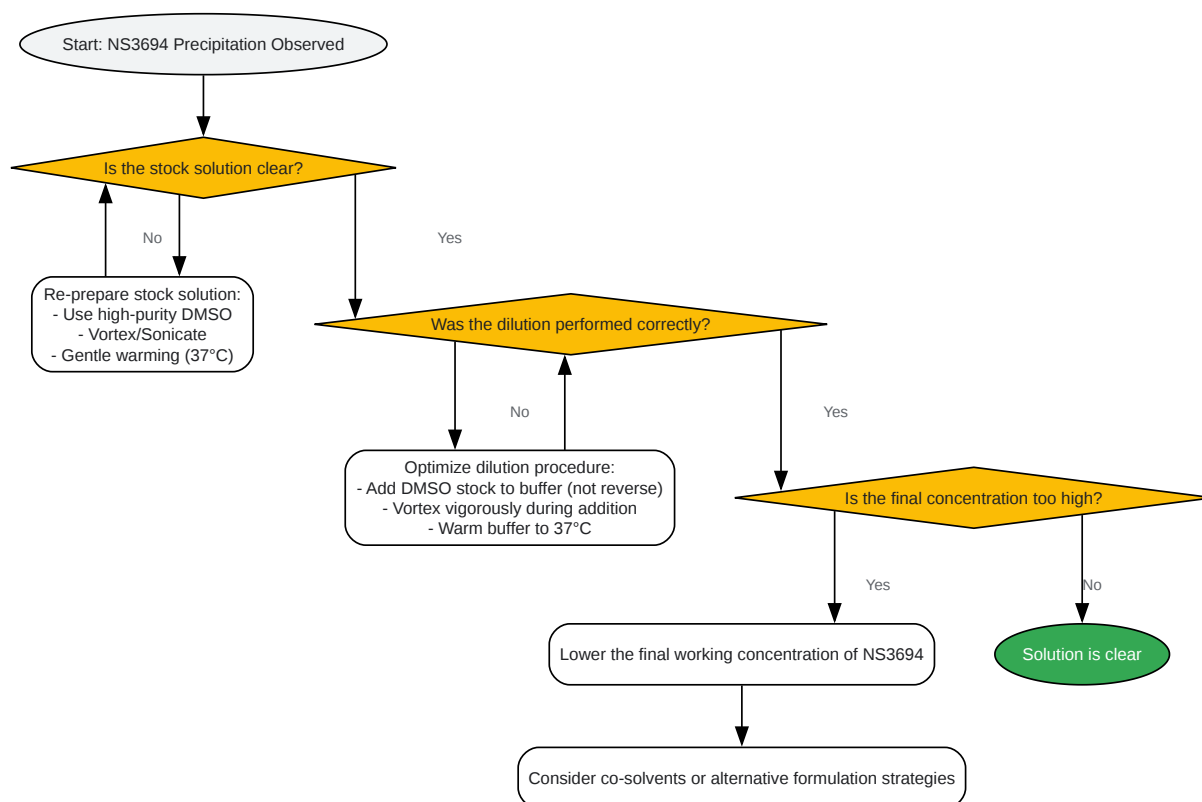 Start: NS3694 Precipitation Observed
Is the stock solution clear?
No
Yes
Re-prepare stock solution:
- Use high-purity DMSO
- Vortex/Sonicate
- Gentle warming (37°C)
Was the dilution performed correctly?
No
Yes
Optimize dilution procedure:
- Add DMSO stock to buffer (not reverse)
- Vortex vigorously during addition
- Warm buffer to 37°C
Is the final concentration too high?
Yes
No
Lower the final working concentration of NS3694
Solution is clear
Consider co-solvents or alternative formulation strategies